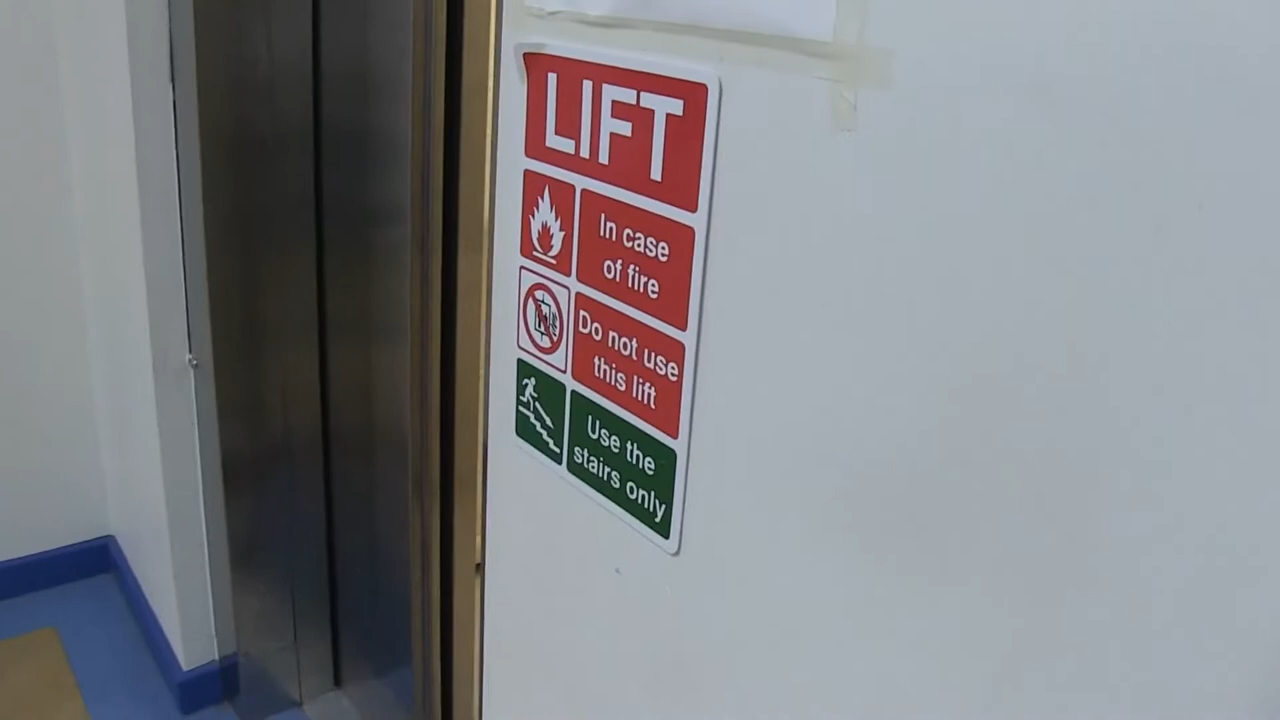 LIFT
In case
of fire
Do not use
this lift
Use the
stairs only